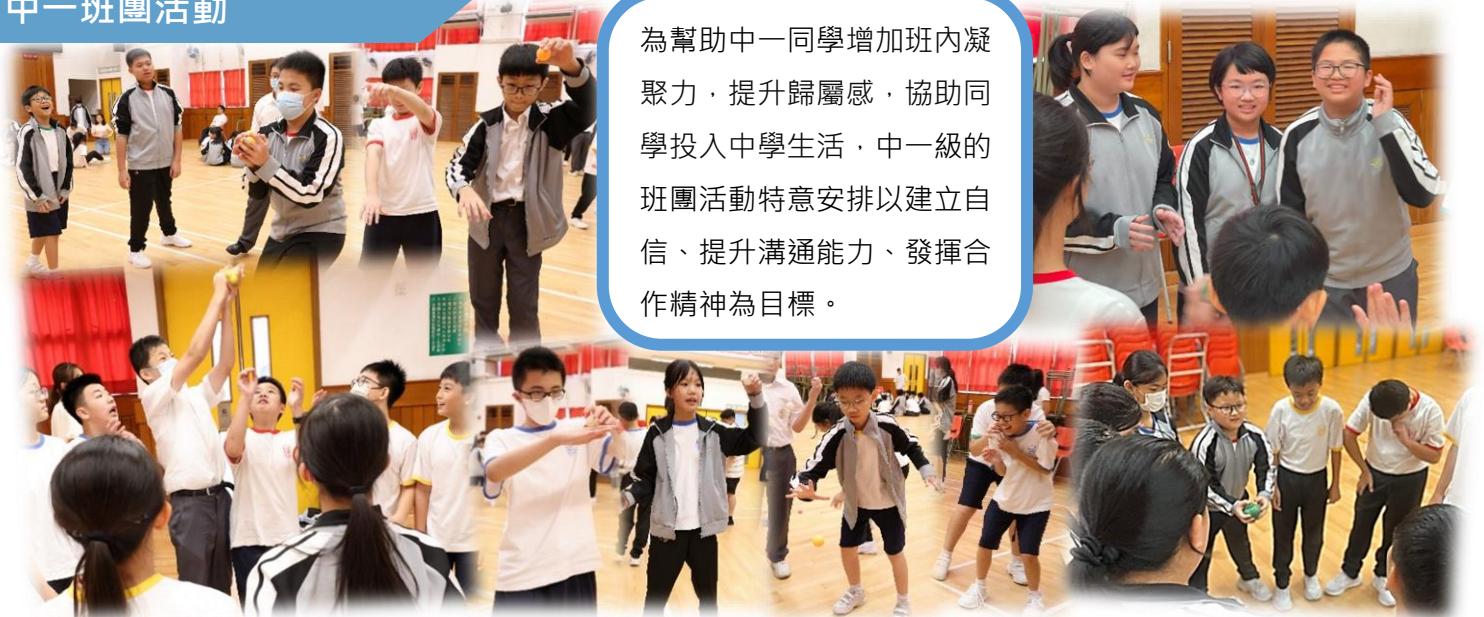 中一班團活動
為幫助中一同學增加班內凝
聚力，提升歸屬感，協助同
學投入中學生活，中一級的
班團活動特意安排以建立自
信、提升溝通能力、發揮合
作精神為目標。